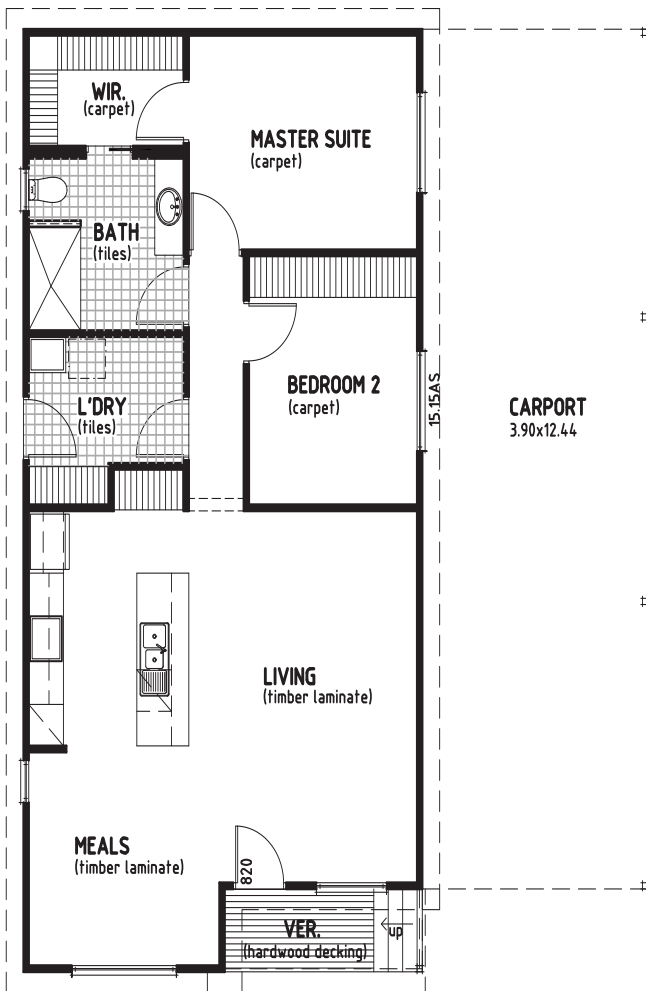 WIR.
(carpet)
MASTER SUITE
(carpet)
BATH
(tiles)
BEDROOM 2
(carpet)
15.15AS
CARPORT
3.90x12.44
L'DRY
(tiles)
LIVING
(timber laminate)
MEALS
(timber laminate)
820
VER.
(hardwood decking)
up